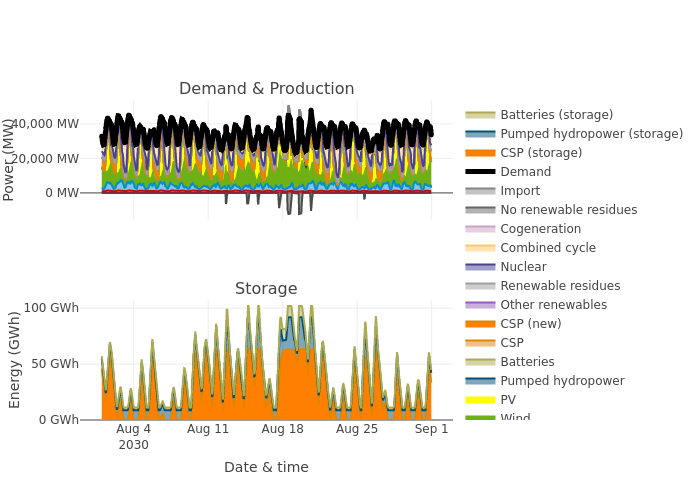 Demand & Production
Power (MW)
40,000 MW
20,000 MW
0 MW
Storage
Energy (GWh)
100 GWh
50 GWh
0 GWh
Aug 4
2030
Aug 11
Aug 18
Aug 25
Sep 1
Date & time
Batteries (storage)
Pumped hydropower (storage)
CSP (storage)
Demand
Import
No renewable residues
Cogeneration
Combined cycle
Nuclear
Renewable residues
Other renewables
CSP (new)
CSP
Batteries
Pumped hydropower
PV
Wind